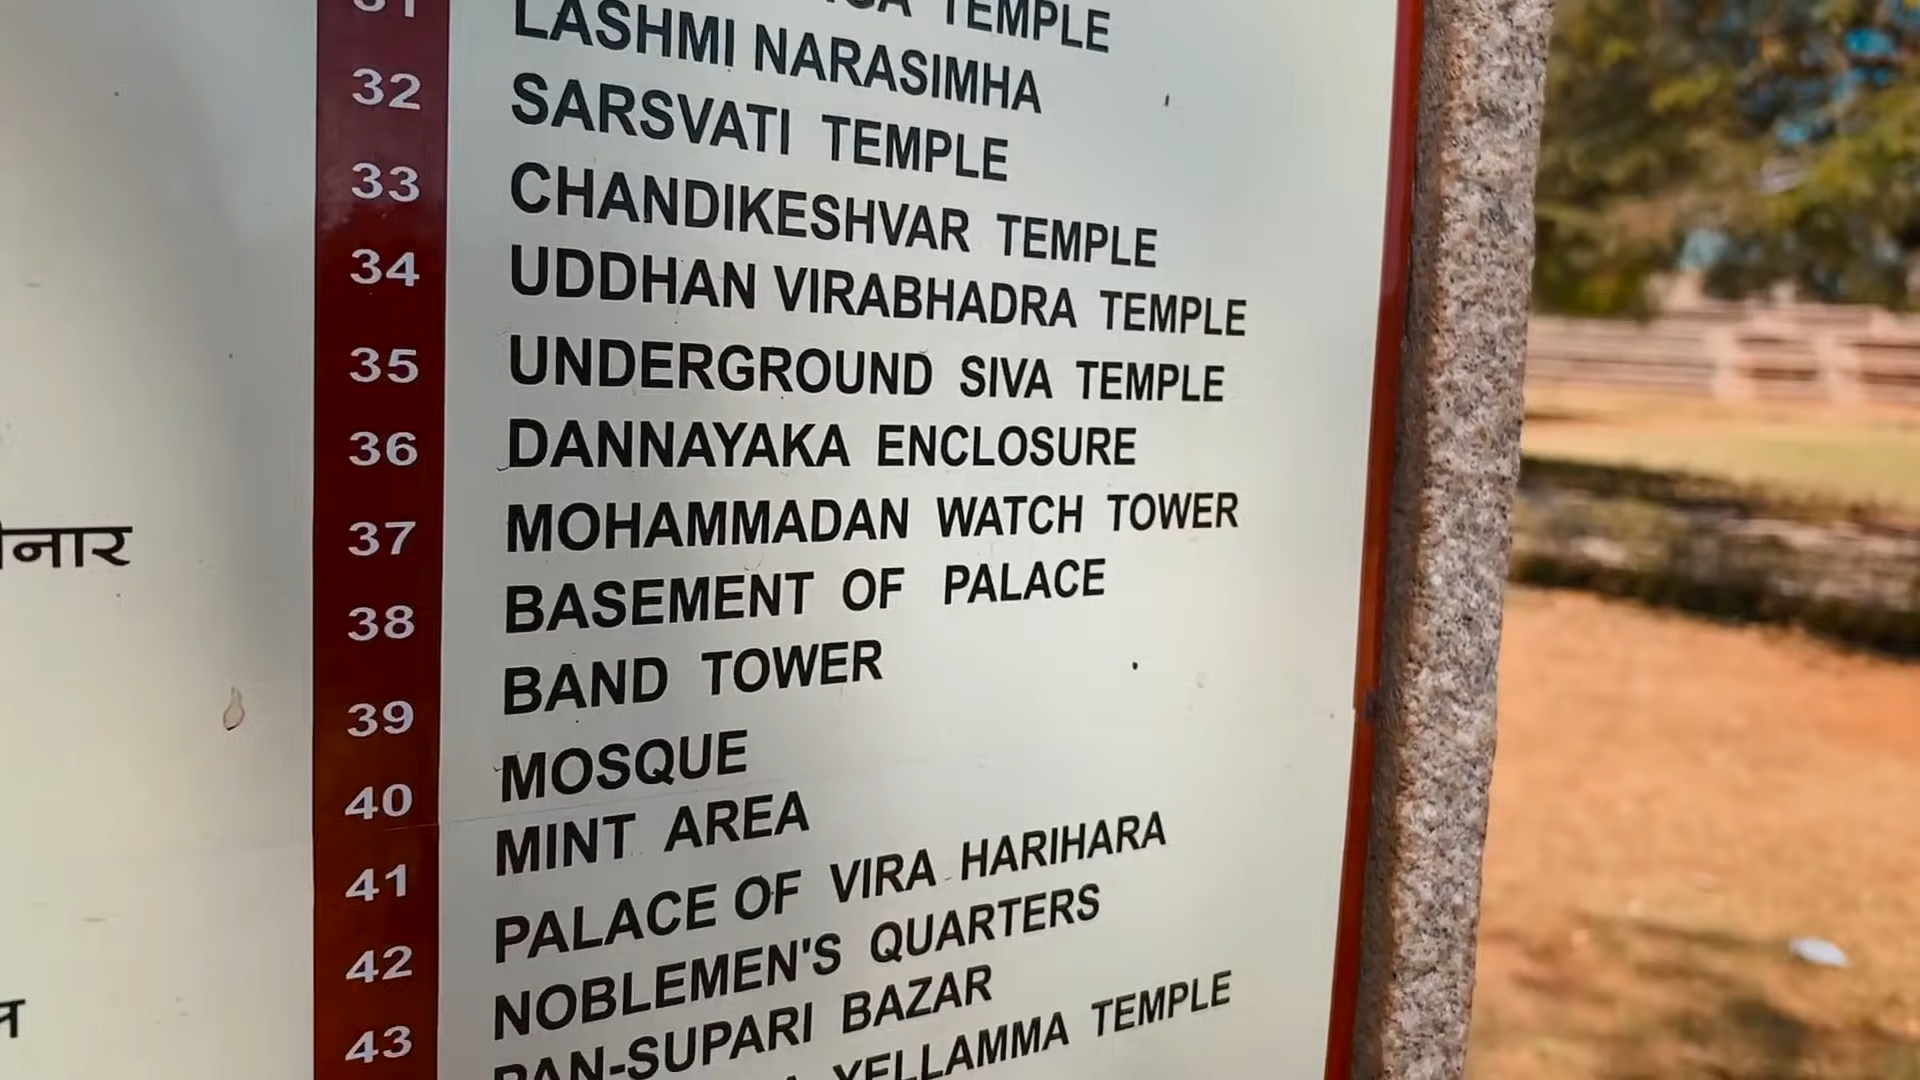 TEMPLE
31 LASHMI NARASIMHA
32 SARSVATI TEMPLE
33 CHANDIKESHVAR TEMPLE
34 UDDHAN VIRABHADRA TEMPLE
35 UNDERGROUND SIVA TEMPLE
36 DANNAYAKA ENCLOSURE
37 MOHAMMADAN WATCH TOWER
38 BASEMENT OF PALACE
39 BAND TOWER
40 MOSQUE
41 MINT AREA
42 PALACE OF VIRA HARIHARA
43 NOBLEMEN'S QUARTERS
PAN-SUPARI BAZAR
YELLAMMA TEMPLE